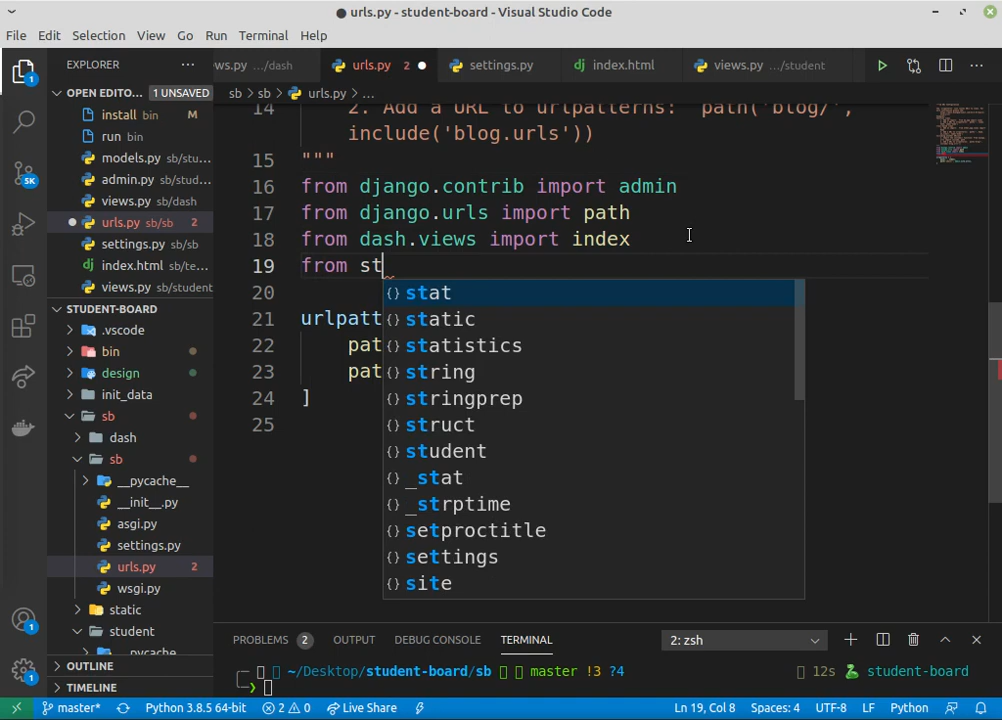 urls.py - student-board - Visual Studio Code
File Edit Selection View Go Run Terminal Help
EXPLORER
ws.py .../dash urls.py 2 settings.py index.html views.py .../student
OPEN EDITO... 1 UNSAVED
sb > sb > urls.py > ...
install bin M
run bin
models.py sb/stu...
admin.py sb/stud...
views.py sb/dash
urls.py sb/sb 2
settings.py sb/sb
index.html sb/te...
views.py sb/student
STUDENT-BOARD
.vscode
bin
design
init_data
sb
dash
sb
__pycache__
__init__.py
asgi.py
settings.py
urls.py 2
wsgi.py
static
student
__pycache__
OUTLINE
TIMELINE
1
5K
1
1
14 2. Add a URL to urlpatterns: path('blog/',
include('blog.urls'))
15 """
16 from django.contrib import admin
17 from django.urls import path
18 from dash.views import index
19 from st
20
21 urlpatt
22 pat
23 pat
24 ]
25
{} stat
{} static
{} statistics
{} string
{} stringprep
{} struct
{} student
{} _stat
{} _strptime
{} setproctitle
{} settings
{} site
PROBLEMS 2 OUTPUT DEBUG CONSOLE TERMINAL 2: zsh
~/Desktop/student-board/sb master !3 ?4 12s student-board
master* Python 3.8.5 64-bit 2 0 Live Share Ln 19, Col 8 Spaces: 4 UTF-8 LF Python